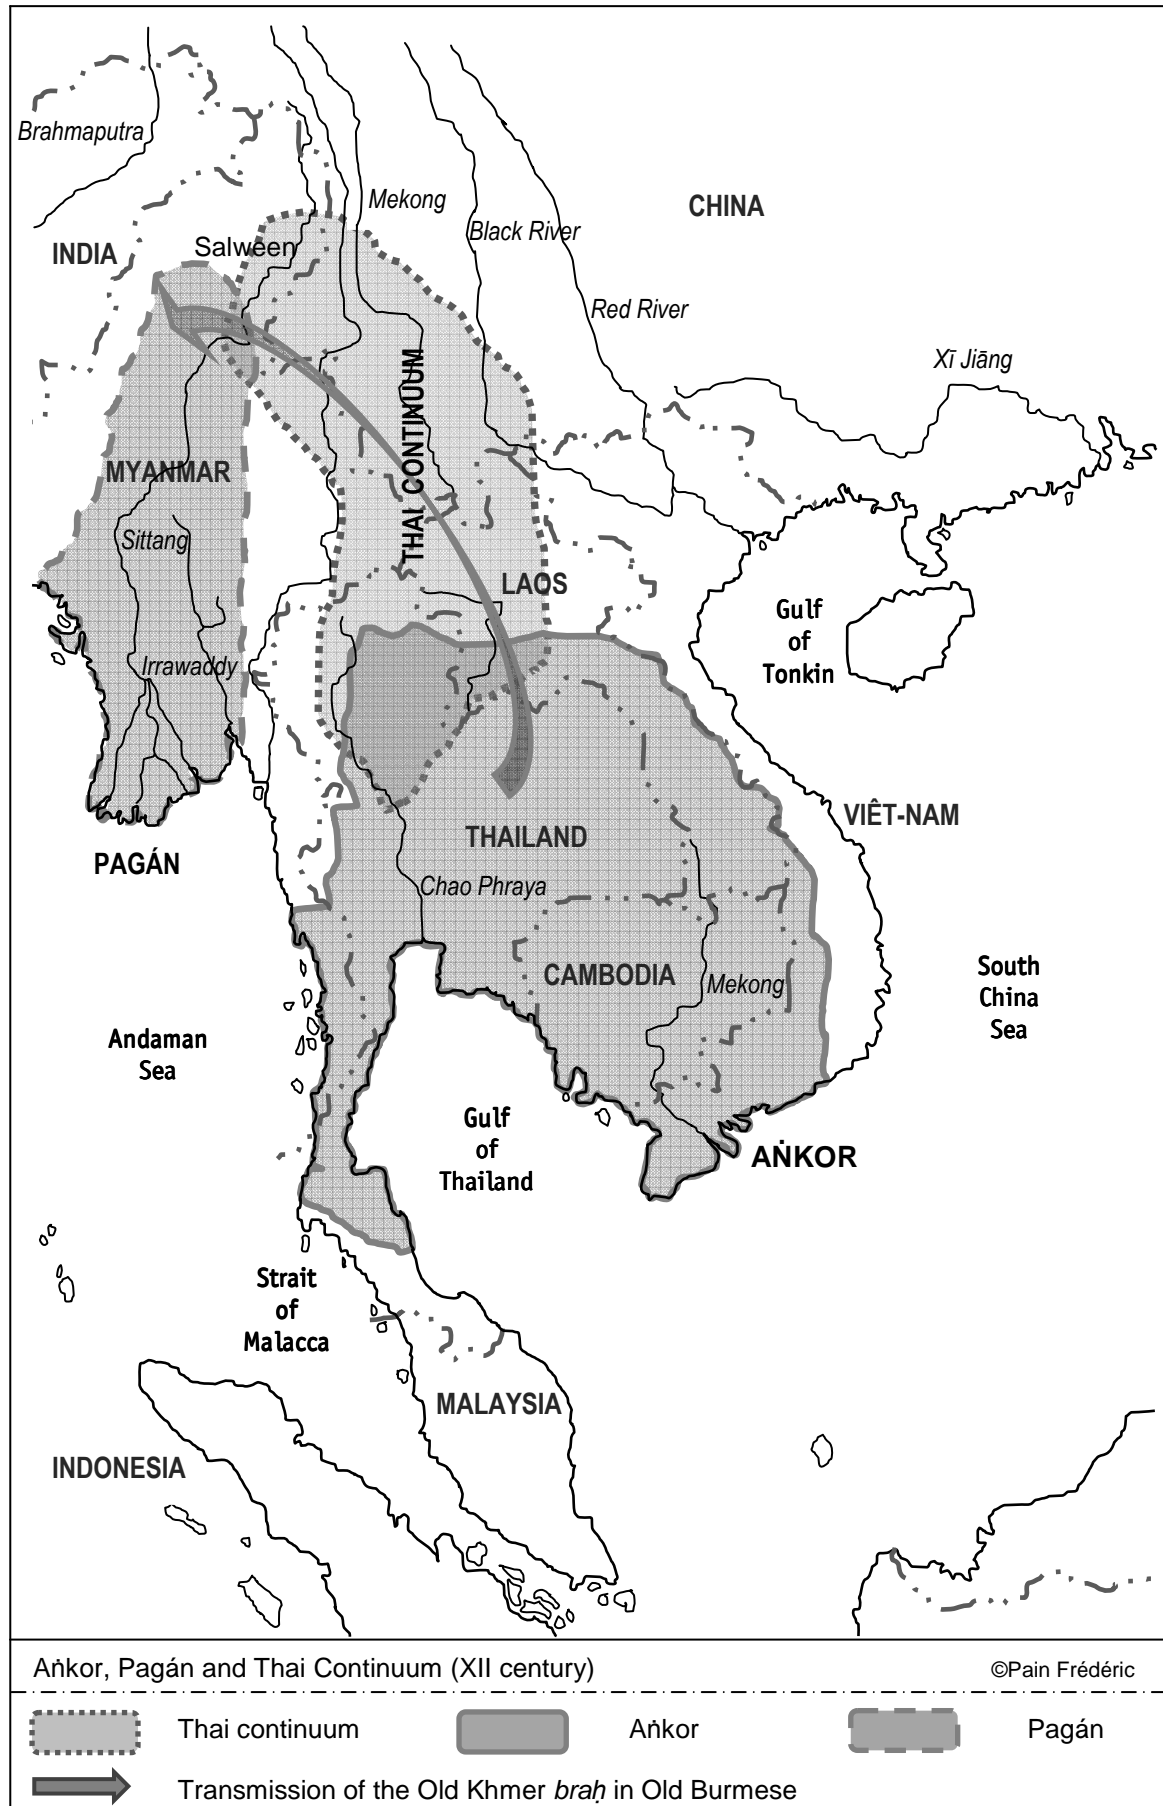 Brahmaputra
Mekong
CHINA
Black River
INDIA
Salween
Red River
Xī Jiāng
THAI CONTINUUM
MYANMAR
Sittang
LAOS
Gulf
of
Tonkin
Irrawaddy
VIÊT-NAM
THAILAND
PAGÁN
Chao Phraya
CAMBODIA
Mekong
South
China
Sea
Andaman
Sea
Gulf
of
Thailand
AṄKOR
Strait
of
Malacca
MALAYSIA
INDONESIA
Aṅkor, Pagán and Thai Continuum (XII century)
©Pain Frédéric
Thai continuum
Aṅkor
Pagán
Transmission of the Old Khmer braḥ in Old Burmese